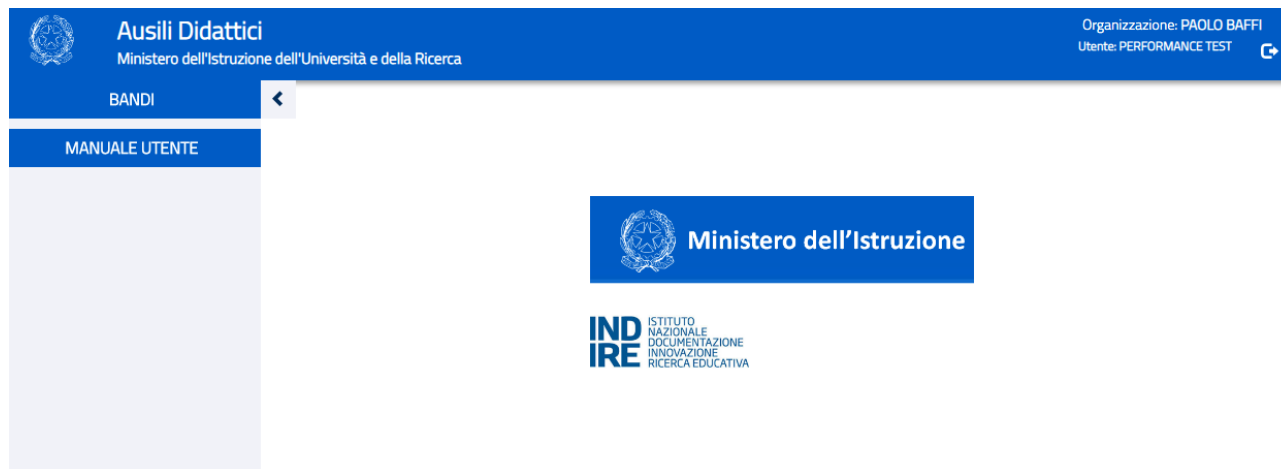 Ausili Didattici
Ministero dell'Istruzione dell'Università e della Ricerca
Organizzazione: PAOLO BAFFI
Utente: PERFORMANCE TEST
BANDI
MANUALE UTENTE
Ministero dell’Istruzione
IND
IRE
ISTITUTO
NAZIONALE
DOCUMENTAZIONE
INNOVAZIONE
RICERCA EDUCATIVA